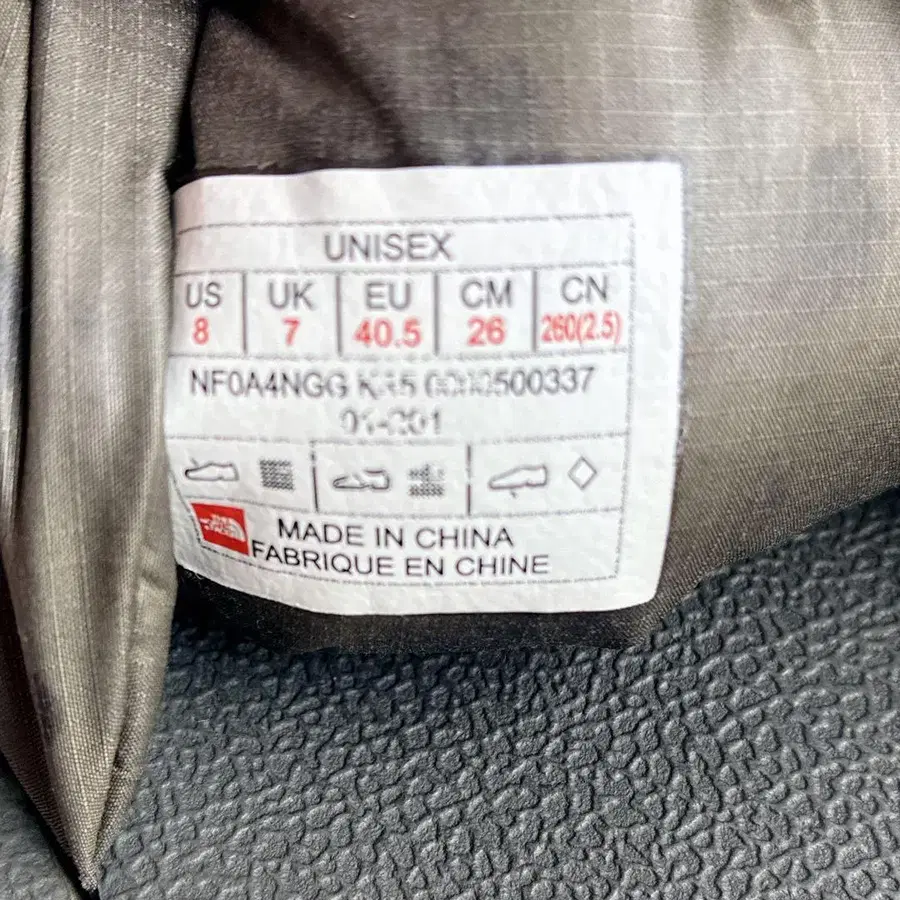 UNISEX
US UK EU CM CN
8 7 40.5 26 260(2.5)
NF0A4NGG
MADE IN CHINA
FABRIQUE EN CHINE